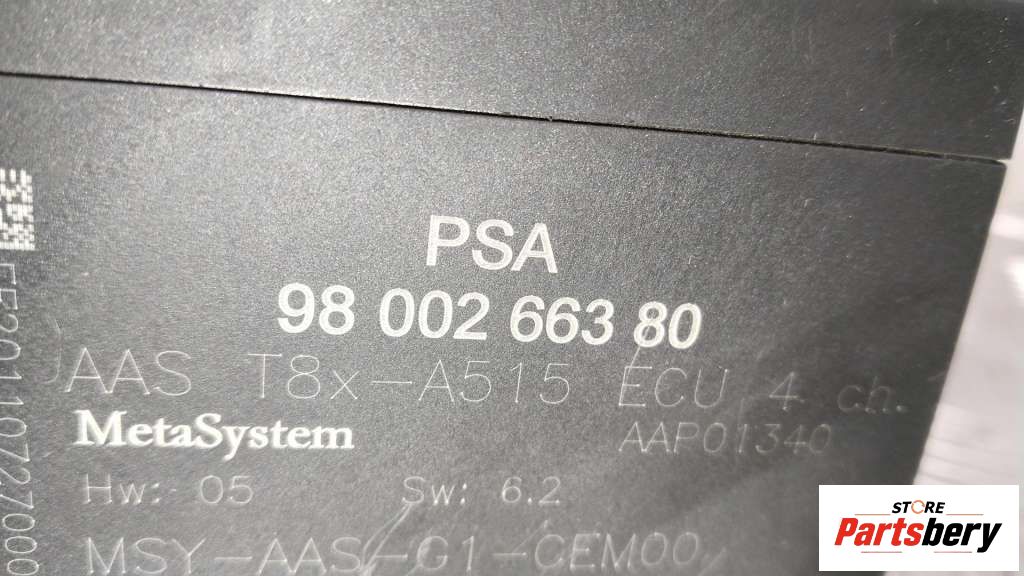 PSA
98 002 663 80
AAS T8x-A515 ECU 4 ch.
MetaSystem
AAP01340
Hw: 05 Sw: 6.2
MSY-AAS-G1-CEM00
STORE
Partsbery